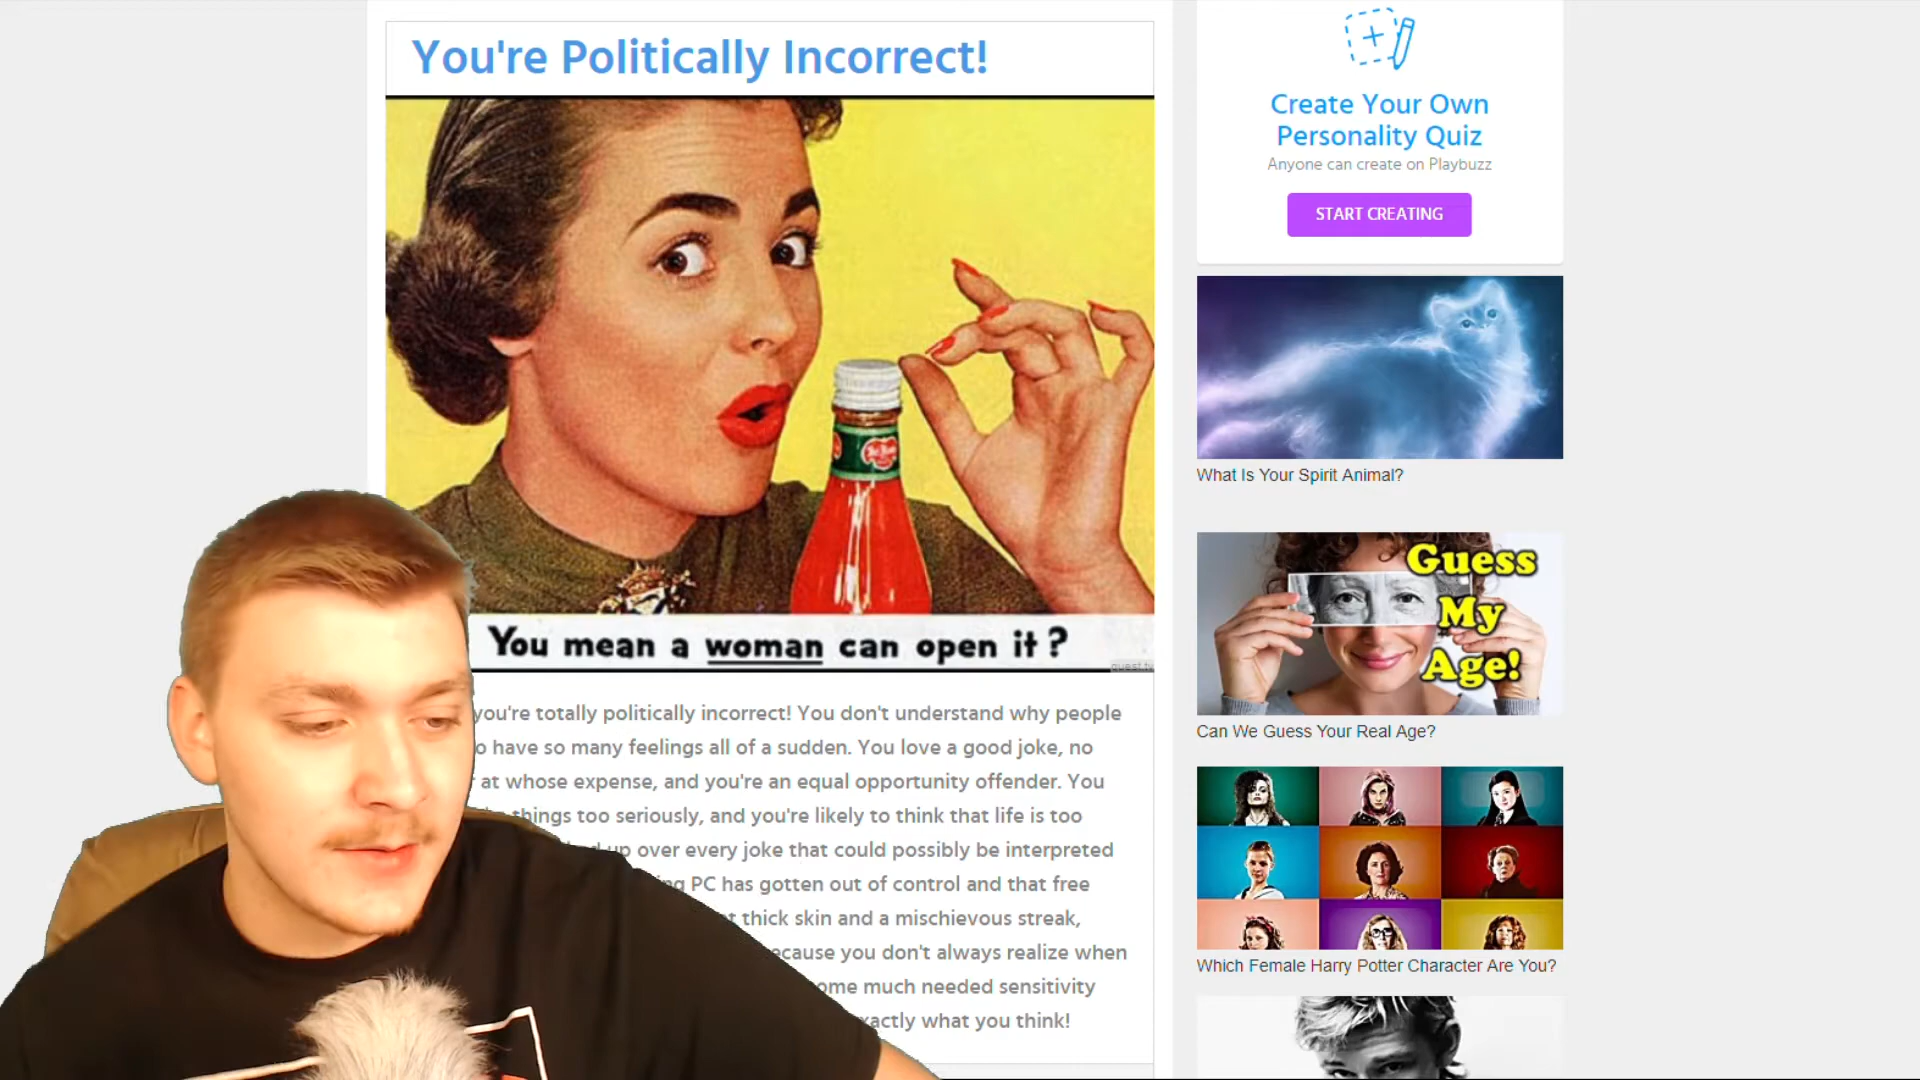 You're Politically Incorrect!
You mean a woman can open it?
quest.tv
you're totally politically incorrect! You don't understand why people
have so many feelings all of a sudden. You love a good joke, no
at whose expense, and you're an equal opportunity offender. You
things too seriously, and you're likely to think that life is too
up over every joke that could possibly be interpreted
PC has gotten out of control and that free
thick skin and a mischievous streak,
you don't always realize when
much needed sensitivity
what you think!
Create Your Own
Personality Quiz
Anyone can create on Playbuzz
START CREATING
What Is Your Spirit Animal?
Guess
My
Age!
Can We Guess Your Real Age?
Which Female Harry Potter Character Are You?